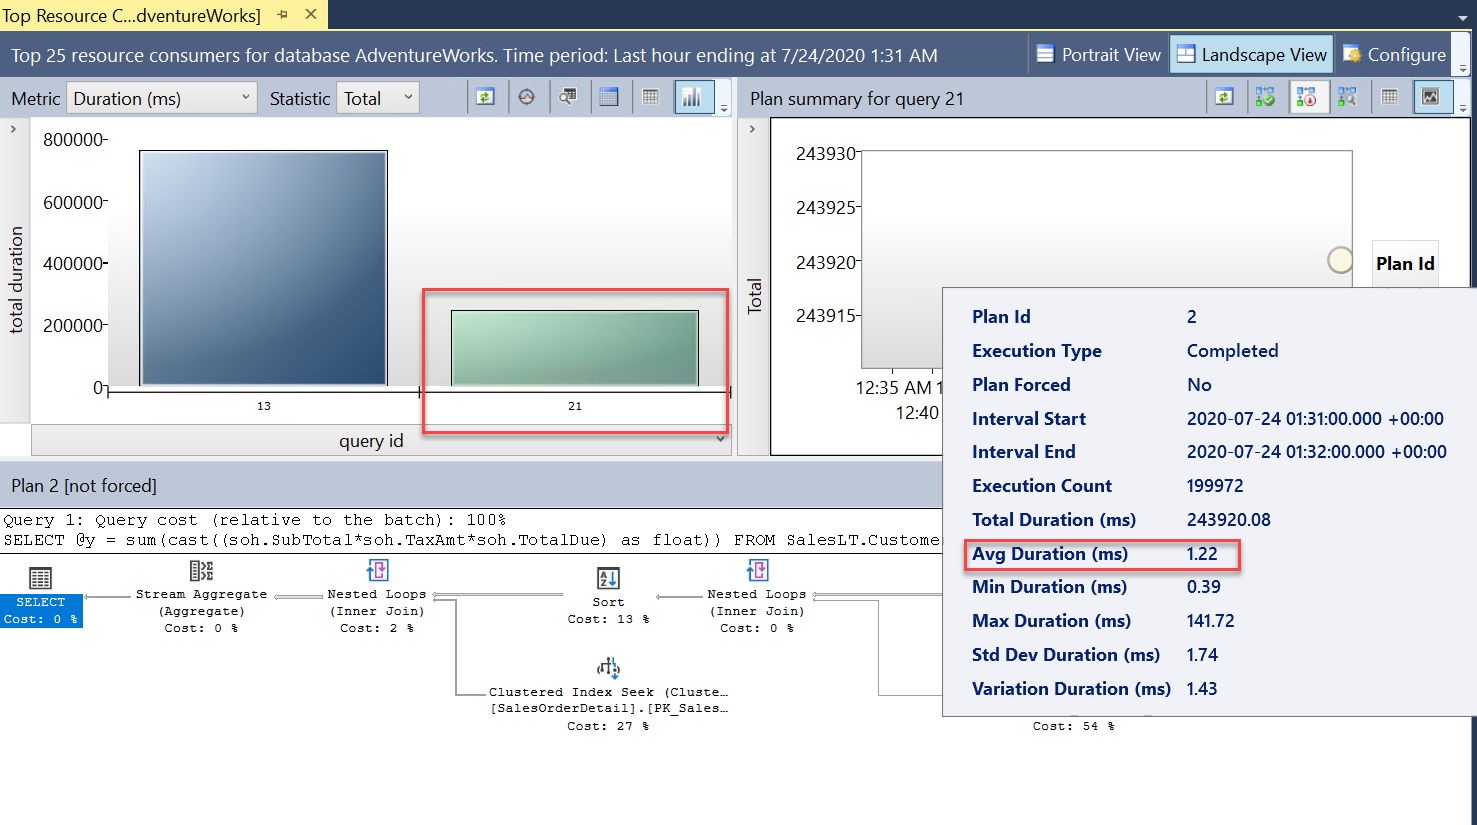 Top Resource C...dventureWorks]
Top 25 resource consumers for database AdventureWorks. Time period: Last hour ending at 7/24/2020 1:31 AM
Portrait View
Landscape View
Configure
Metric Duration (ms)
Statistic Total
Plan summary for query 21
total duration
800000
600000
400000
200000
0
13
21
query id
Total
243930
243925
243920
243915
12:35 AM 1
12:40
Plan Id
Plan Id 2
Execution Type Completed
Plan Forced No
Interval Start 2020-07-24 01:31:00.000 +00:00
Interval End 2020-07-24 01:32:00.000 +00:00
Execution Count 199972
Total Duration (ms) 243920.08
Avg Duration (ms) 1.22
Min Duration (ms) 0.39
Max Duration (ms) 141.72
Std Dev Duration (ms) 1.74
Variation Duration (ms) 1.43
Plan 2 [not forced]
Query 1: Query cost (relative to the batch): 100%
SELECT @y = sum(cast((soh.SubTotal*soh.TaxAmt*soh.TotalDue) as float)) FROM SalesLT.Custome
SELECT
Cost: 0 %
Stream Aggregate
(Aggregate)
Cost: 0 %
Nested Loops
(Inner Join)
Cost: 2 %
Sort
Cost: 13 %
Nested Loops
(Inner Join)
Cost: 0 %
Clustered Index Seek (Cluste...
[SalesOrderDetail].[PK_Sales...
Cost: 27 %
Cost: 54 %